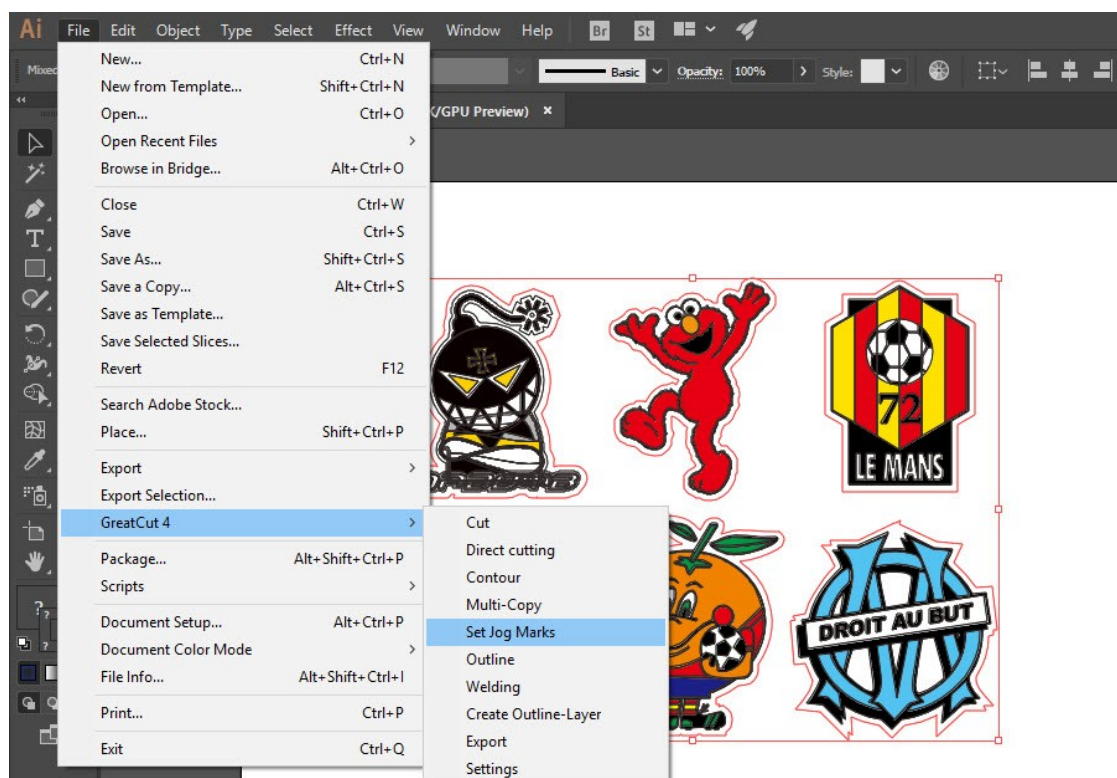 Ai File Edit Object Type Select Effect View Window Help Br St
Mixed Basic Opacity: 100% Style:
/GPU Preview) ×
New... Ctrl+N
New from Template... Shift+Ctrl+N
Open... Ctrl+O
Open Recent Files
Browse in Bridge... Alt+Ctrl+O
Close Ctrl+W
Save Ctrl+S
Save As... Shift+Ctrl+S
Save a Copy... Alt+Ctrl+S
Save as Template...
Save Selected Slices...
Revert F12
Search Adobe Stock...
Place... Shift+Ctrl+P
Export
Export Selection...
GreatCut 4
Package... Alt+Shift+Ctrl+P
Scripts
Document Setup... Alt+Ctrl+P
Document Color Mode
File Info... Alt+Shift+Ctrl+I
Print... Ctrl+P
Exit Ctrl+Q
Cut
Direct cutting
Contour
Multi-Copy
Set Jog Marks
Outline
Welding
Create Outline-Layer
Export
Settings
72
LE MANS
DROIT AU BUT